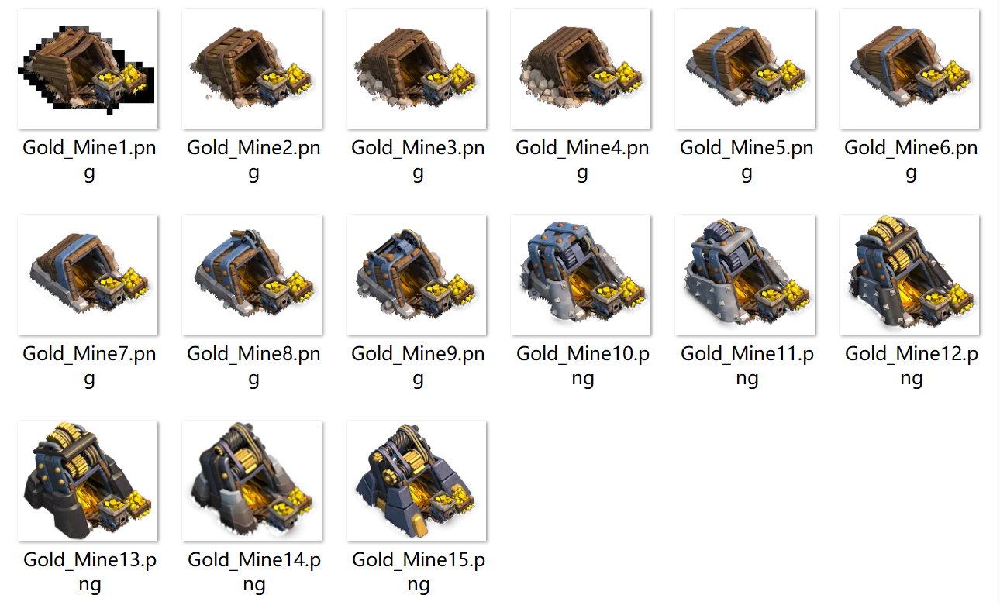 Gold_Mine1.pn
g
Gold_Mine2.pn
g
Gold_Mine3.pn
g
Gold_Mine4.pn
g
Gold_Mine5.pn
g
Gold_Mine6.pn
g
Gold_Mine7.pn
g
Gold_Mine8.pn
g
Gold_Mine9.pn
g
Gold_Mine10.p
ng
Gold_Mine11.p
ng
Gold_Mine12.p
ng
Gold_Mine13.p
ng
Gold_Mine14.p
ng
Gold_Mine15.p
ng